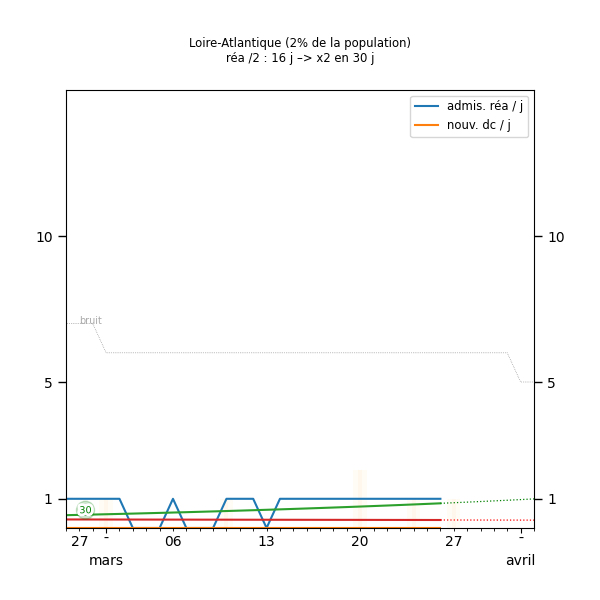 Loire-Atlantique (2% de la population)
réa /2 : 16 j –> x2 en 30 j
admis. réa / j
nouv. dc / j
10 10
bruit
5 5
1 1
30
27 - 06 13 20 27 -
mars avril